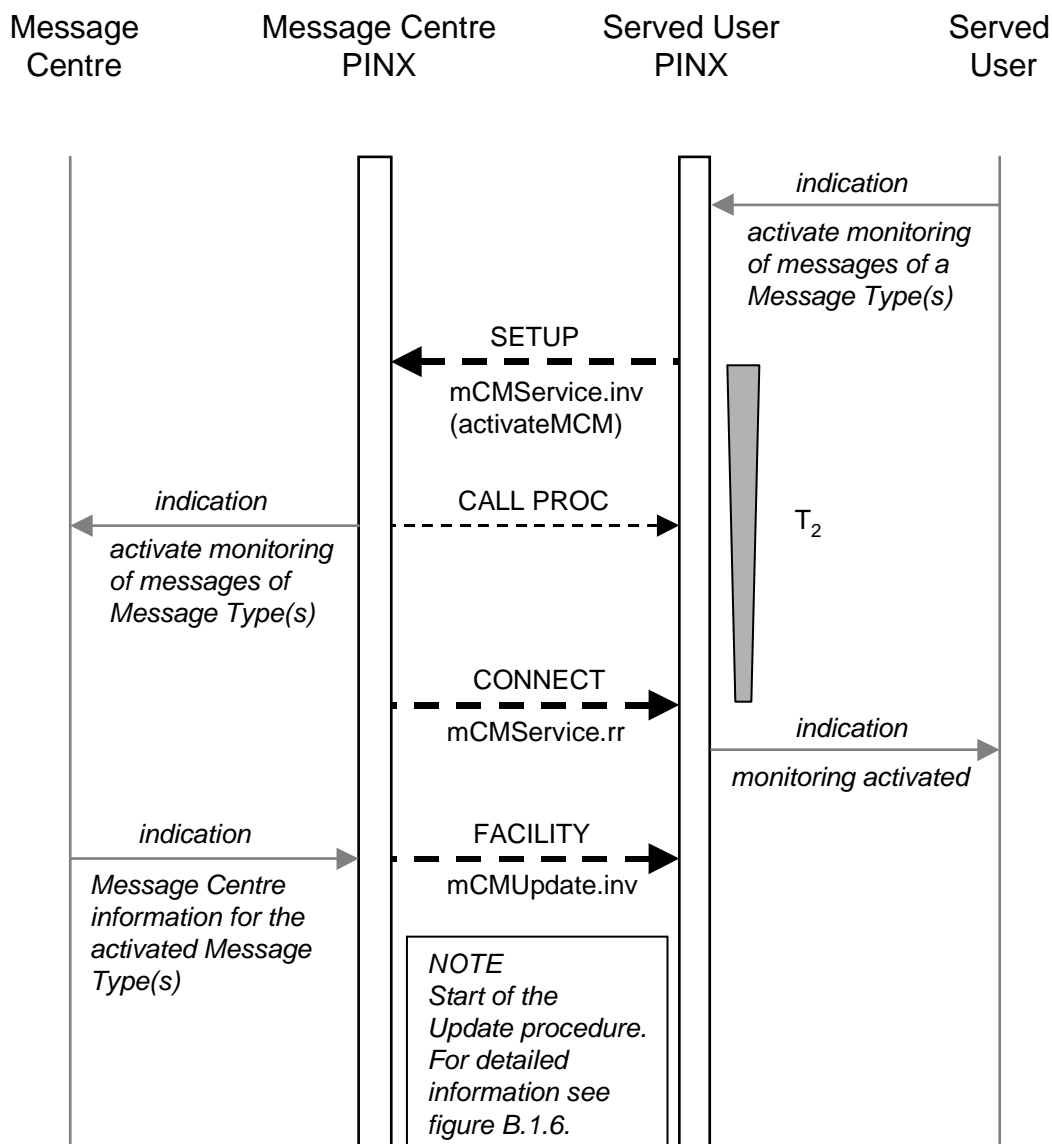 Message
Centre
Message Centre
PINX
Served User
PINX
Served
User
indication
activate monitoring
of messages of a
Message Type(s)
SETUP
mCMService.inv
(activateMCM)
indication
CALL PROC
T2
activate monitoring
of messages of
Message Type(s)
CONNECT
mCMService.rr
indication
monitoring activated
indication
FACILITY
mCMUpdate.inv
Message Centre
information for the
activated Message
Type(s)
NOTE
Start of the
Update procedure.
For detailed
information see
figure B.1.6.